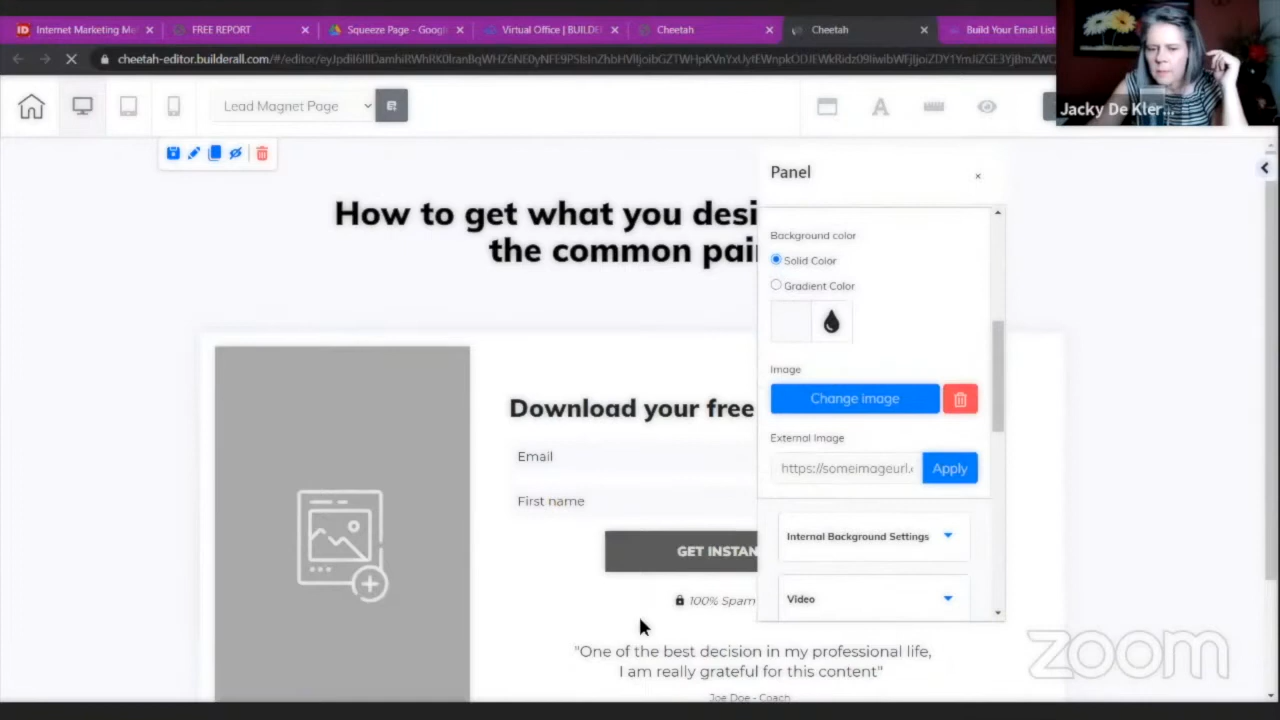 Internet Marketing Me
FREE REPORT
Squeeze Page - Googl
Virtual Office | BUILDE
Cheetah
Cheetah
Build Your Email List
cheetah-editor.builderall.com
Jacky De Kler...
Lead Magnet Page
Panel
How to get what you desi
the common pai
Background color
Solid Color
Gradient Color
Image
Change image
External Image
https://someimageurl.
Apply
Download your free
Email
First name
GET INSTAN
100% Spam
Internal Background Settings
Video
"One of the best decision in my professional life,
I am really grateful for this content"
Joe Doe - Coach
zoom